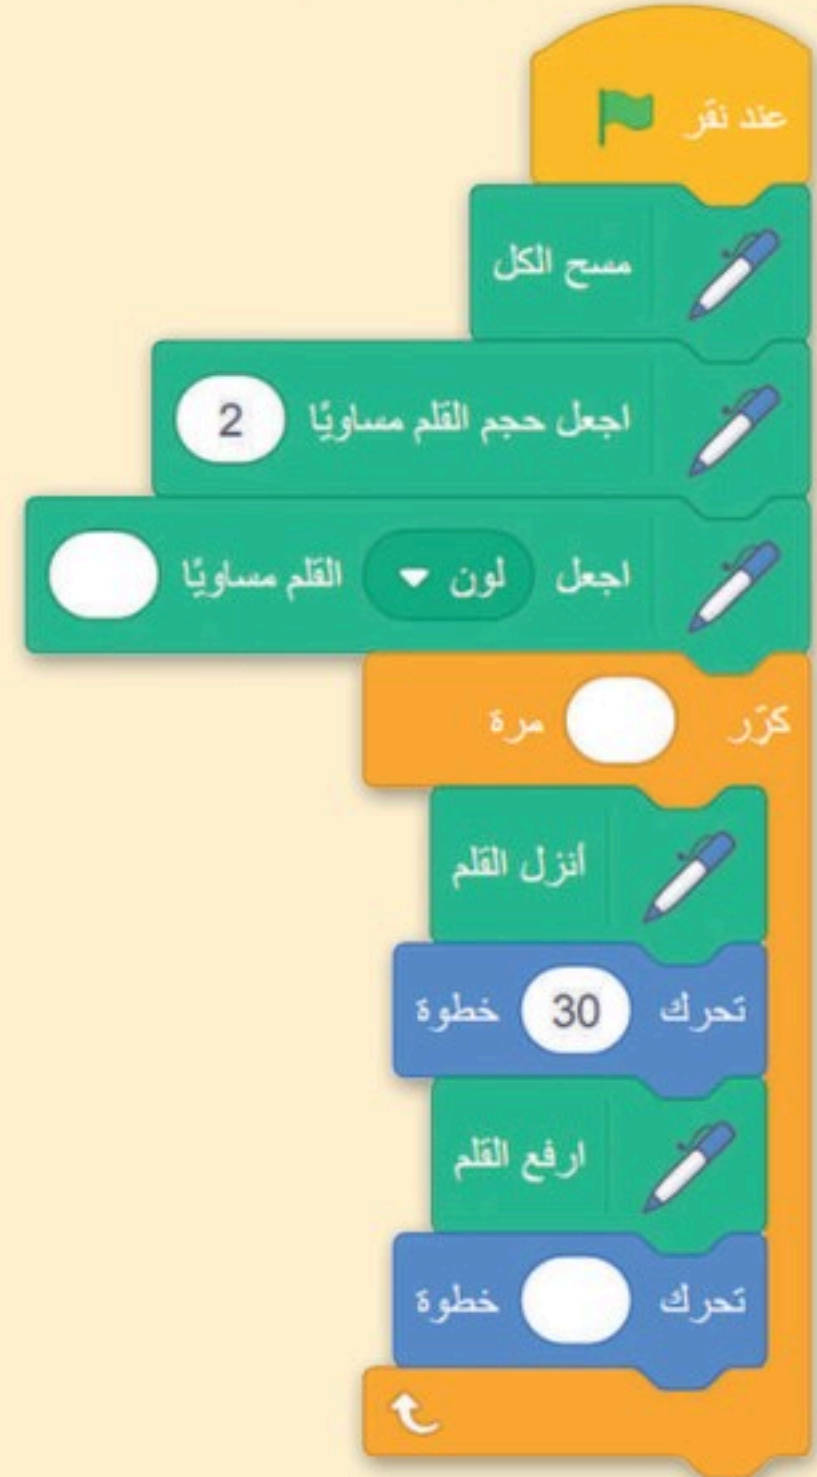 عند نقر
مسح الكل
اجعل حجم القلم مساويًا 2
اجعل لون القلم مساويًا
كرّر مرة
أنزل القلم
تحرك 30 خطوة
ارفع القلم
تحرك خطوة